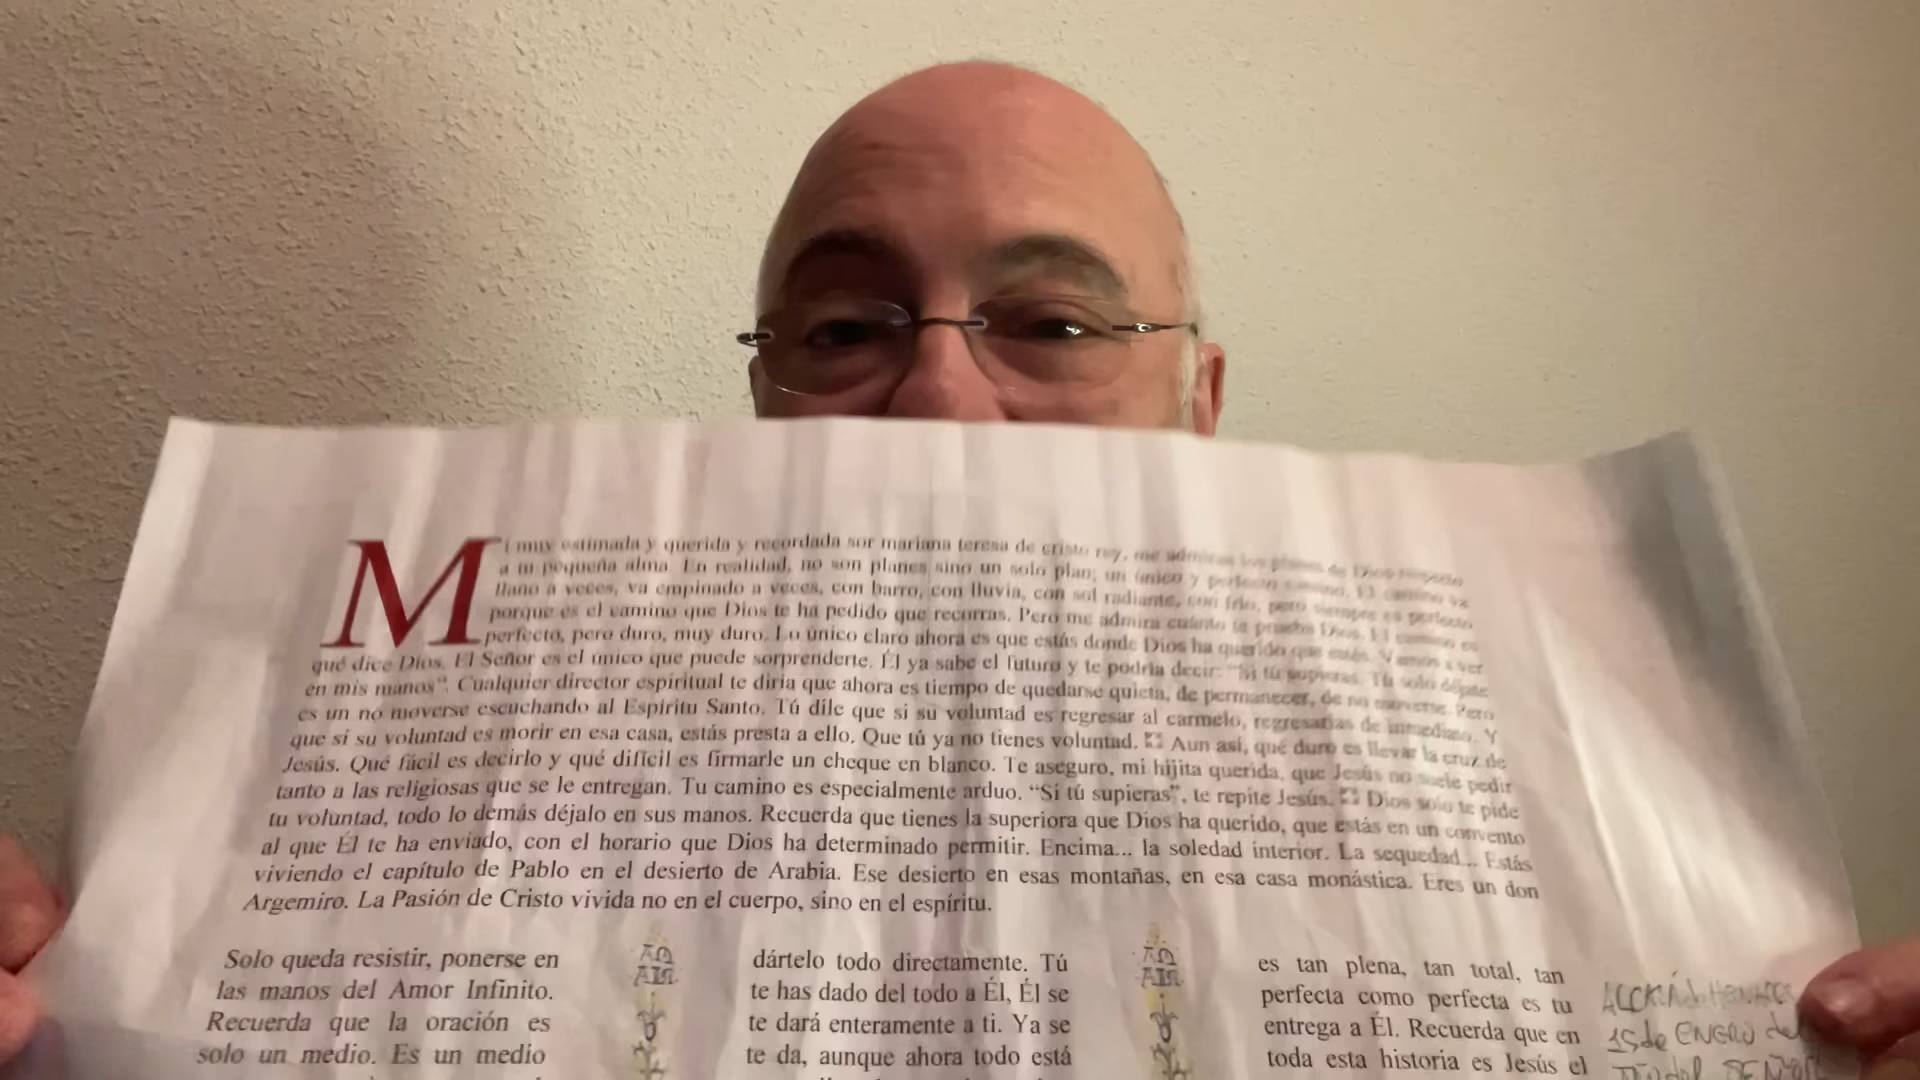 Mi muy estimada y querida y recordada sor mariana teresa de cristo rey, me admiran los planes de Dios respecto
a tu pequeña alma. En realidad, no son planes sino un solo plan; un único y perfecto camino. El camino va
llano a veces, va empinado a veces, con barro, con lluvia, con sol radiante, con frío, pero siempre es perfecto
porque es el camino que Dios te ha pedido que recorras. Pero me admira cuánto te prueba Dios. El camino es
perfecto, pero duro, muy duro. Lo único claro ahora es que estás donde Dios ha querido que estés. Vamos a ver
qué dice Dios. El Señor es el único que puede sorprenderte. Él ya sabe el futuro y te podría decir: “Si tú supieras. Tú solo déjate
en mis manos”. Cualquier director espiritual te diría que ahora es tiempo de quedarse quieta, de permanecer, de no moverse. Pero
es un no moverse escuchando al Espíritu Santo. Tú dile que si su voluntad es regresar al carmelo, regresarías de inmediato. Y
que si su voluntad es morir en esa casa, estás presta a ello. Que tú ya no tienes voluntad. Aun así, qué duro es llevar la cruz de
Jesús. Qué fácil es decirlo y qué difícil es firmarle un cheque en blanco. Te aseguro, mi hijita querida, que Jesús no suele pedir
tanto a las religiosas que se le entregan. Tu camino es especialmente arduo. “Si tú supieras”, te repite Jesús. Dios solo te pide
tu voluntad, todo lo demás déjalo en sus manos. Recuerda que tienes la superiora que Dios ha querido, que estás en un convento
al que Él te ha enviado, con el horario que Dios ha determinado permitir. Encima... la soledad interior. La sequedad... Estás
viviendo el capítulo de Pablo en el desierto de Arabia. Ese desierto en esas montañas, en esa casa monástica. Eres un don
Argemiro. La Pasión de Cristo vivida no en el cuerpo, sino en el espíritu.
Solo queda resistir, ponerse en
las manos del Amor Infinito.
Recuerda que la oración es
solo un medio. Es un medio
dártelo todo directamente. Tú
te has dado del todo a Él, Él se
te dará enteramente a ti. Ya se
te da, aunque ahora todo está
es tan plena, tan total, tan
perfecta como perfecta es tu
entrega a Él. Recuerda que en
toda esta historia es Jesús el
ALCALÁ de HENARES
15 de ENERO del
SEÑOR